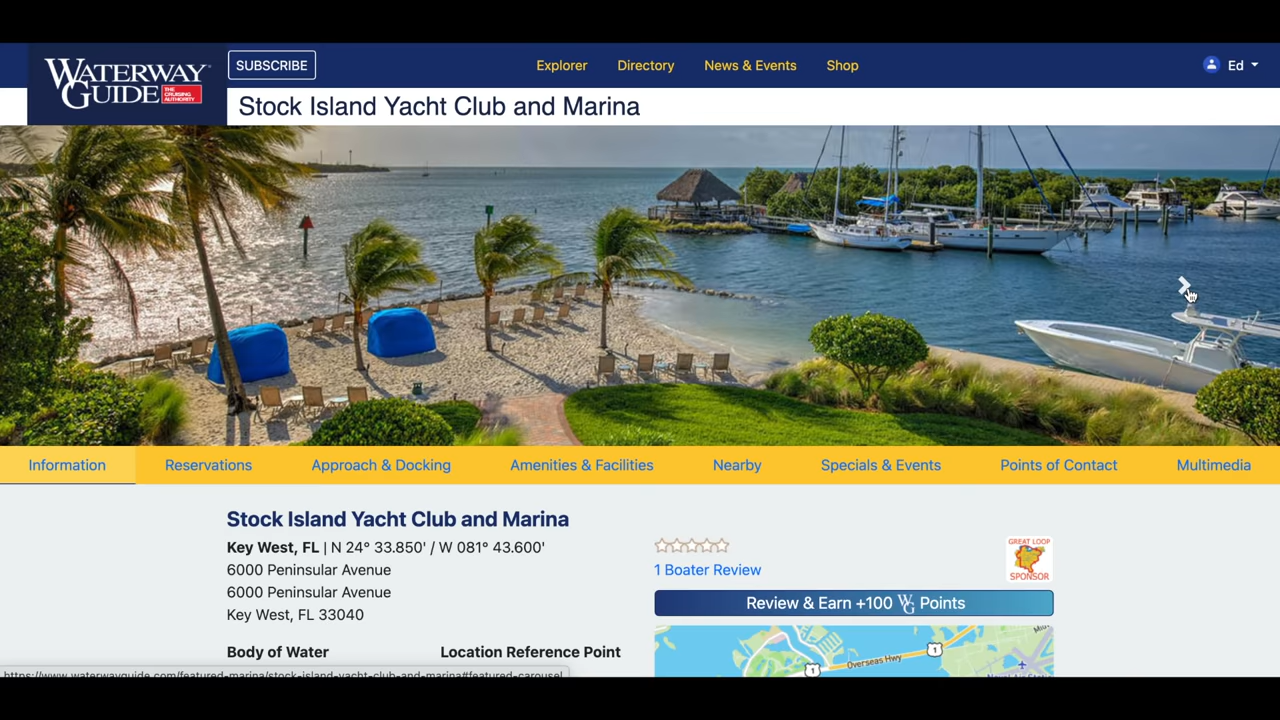 WATERWAY GUIDE THE CRUISING AUTHORITY
SUBSCRIBE
Explorer Directory News & Events Shop
Ed
Stock Island Yacht Club and Marina
Information Reservations Approach & Docking Amenities & Facilities Nearby Specials & Events Points of Contact Multimedia
Stock Island Yacht Club and Marina
Key West, FL | N 24° 33.850' / W 081° 43.600'
6000 Peninsular Avenue
6000 Peninsular Avenue
Key West, FL 33040
Body of Water
Location Reference Point
1 Boater Review
GREAT LOOP
SPONSOR
Review & Earn +100 WG Points
1
Overseas Hwy
1
https://www.waterwayguide.com/featured-marina/stock-island-yacht-club-and-marina#featured-carousel